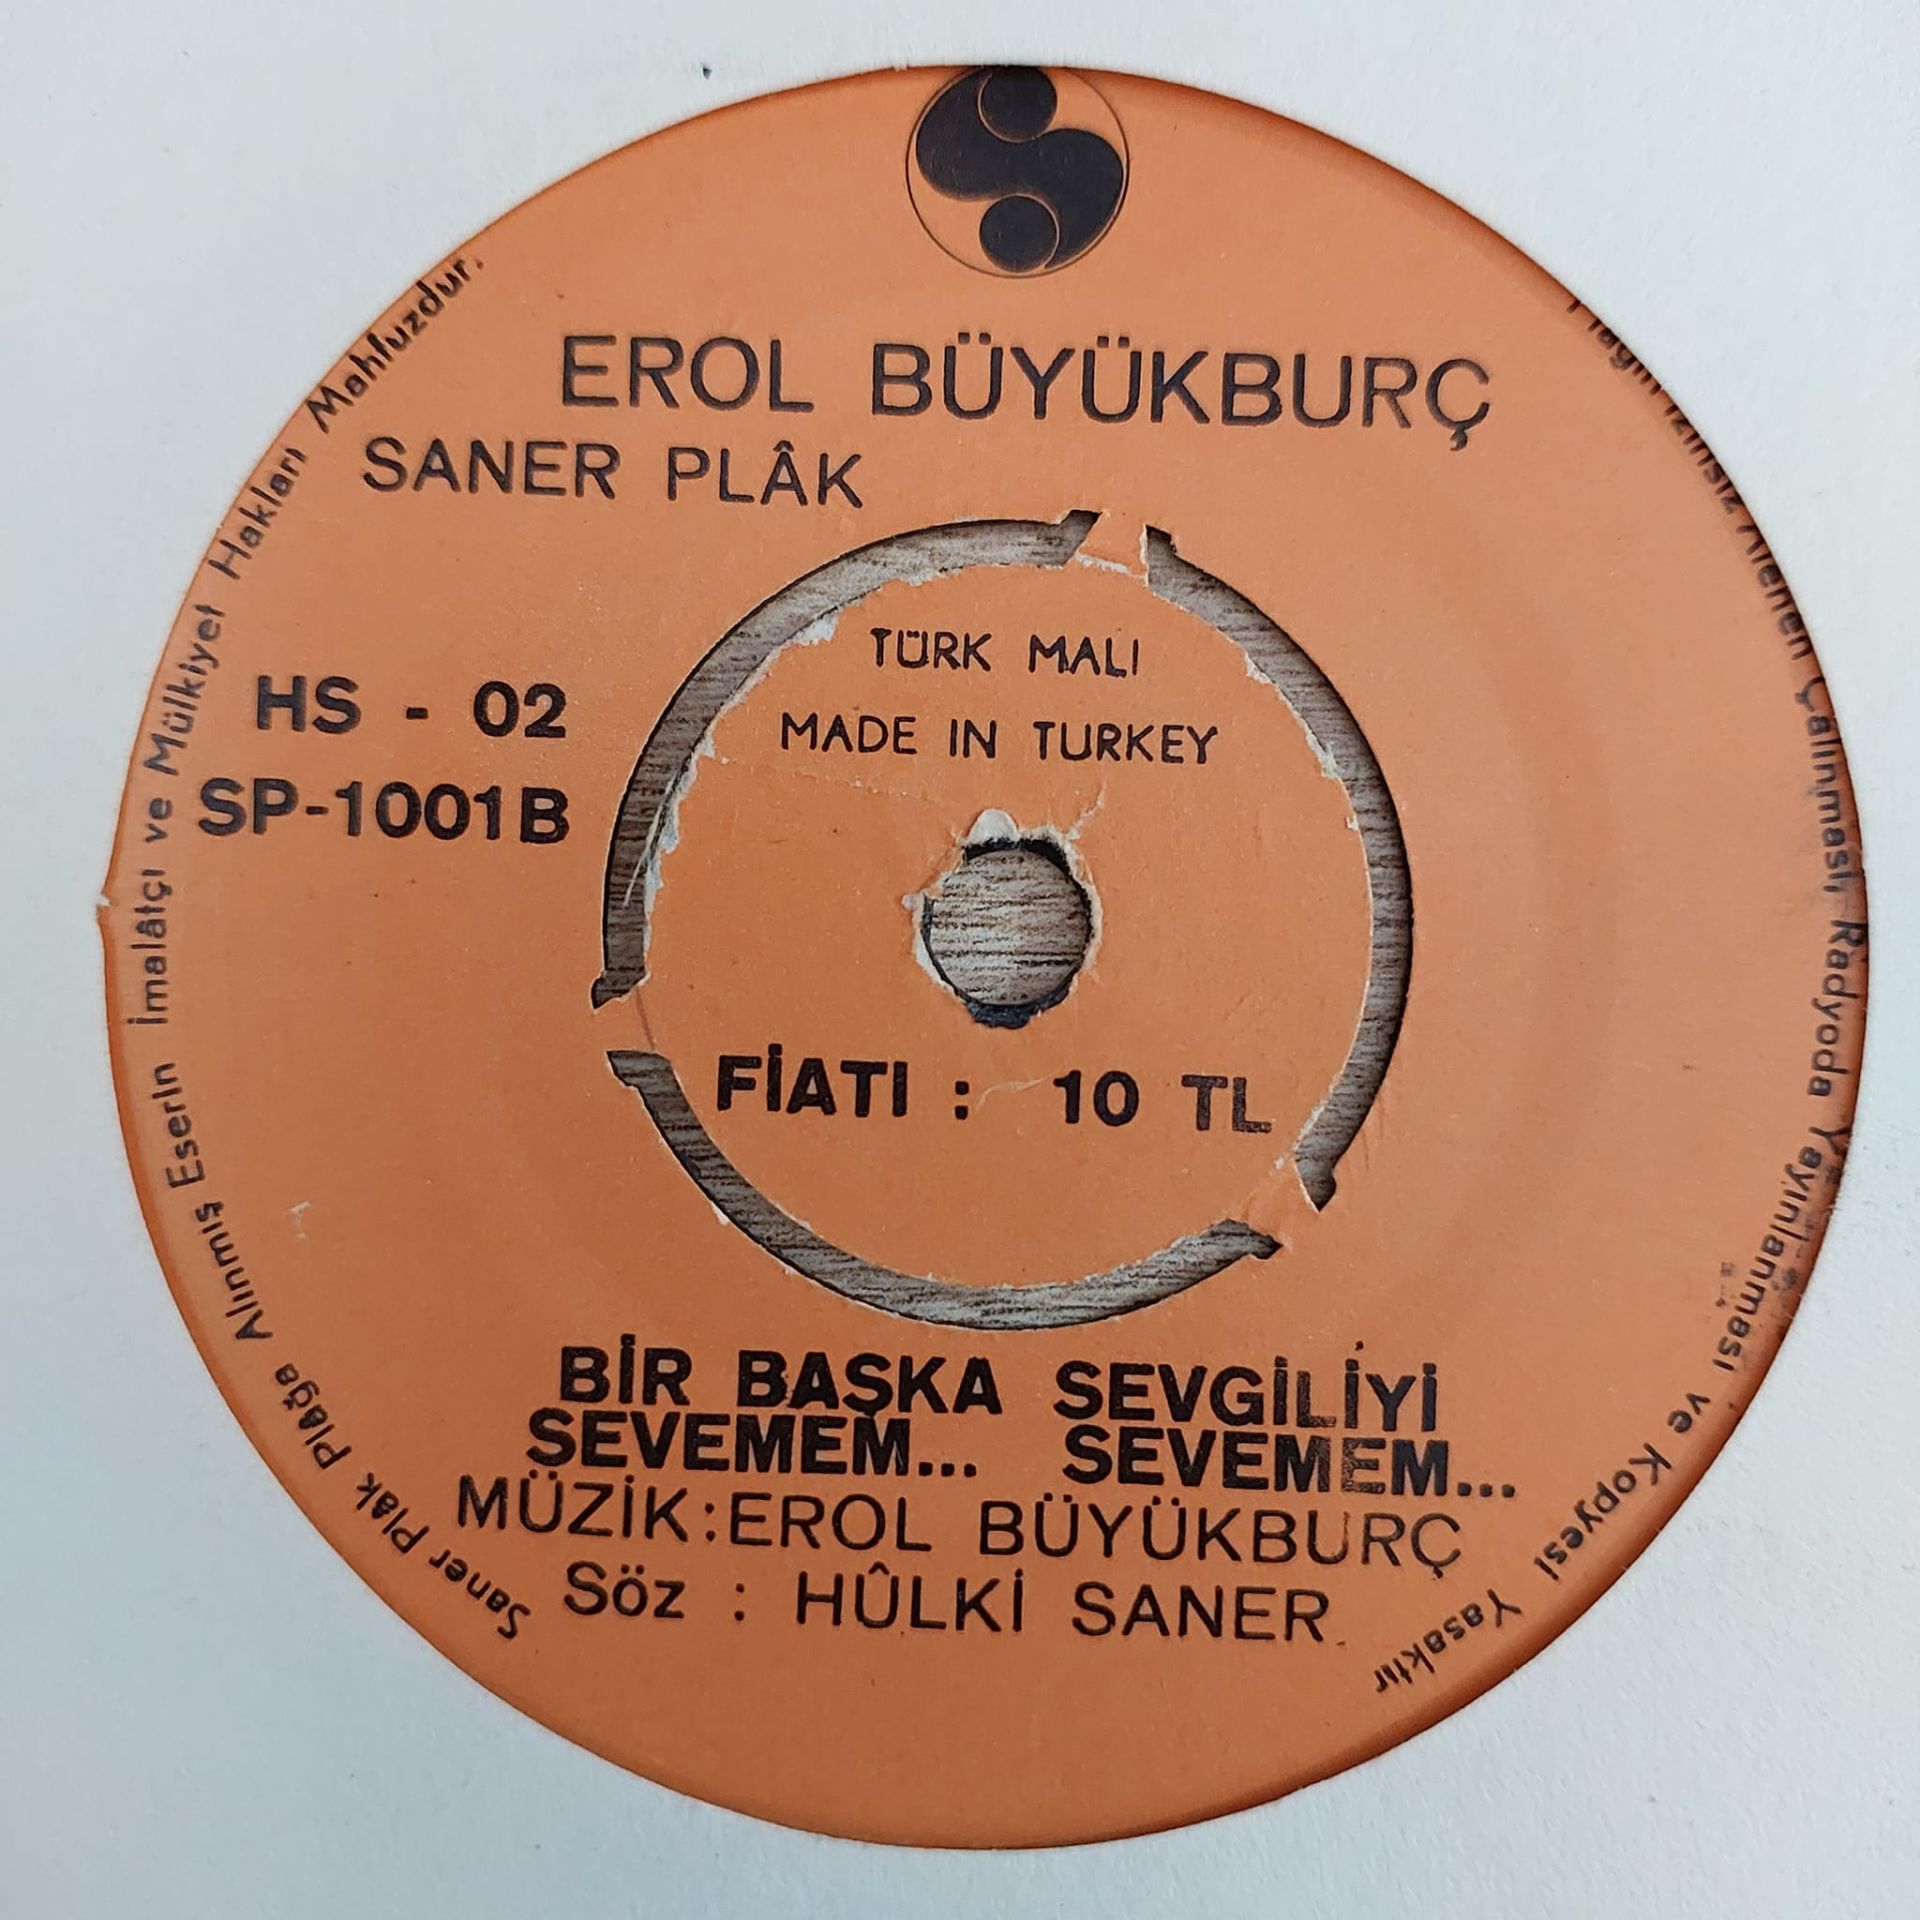 EROL BÜYÜKBURÇ
SANER PLÂK
TÜRK MALI
HS - 02
MADE IN TURKEY
SP-1001B
FİATI : 10 TL
BİR BAŞKA SEVGİLİYİ
SEVEMEM... SEVEMEM...
MÜZİK:EROL BÜYÜKBURÇ
Söz : HÛLKİ SANER
Saner Plâk Plâğa Alınmış Eserin İmalâtçı ve Mülkiyet Hakları Mahfuzdur.
İzinsiz Alenen Çalınması, Radyoda Yayınlanması ve Kopyesi Yasaktır